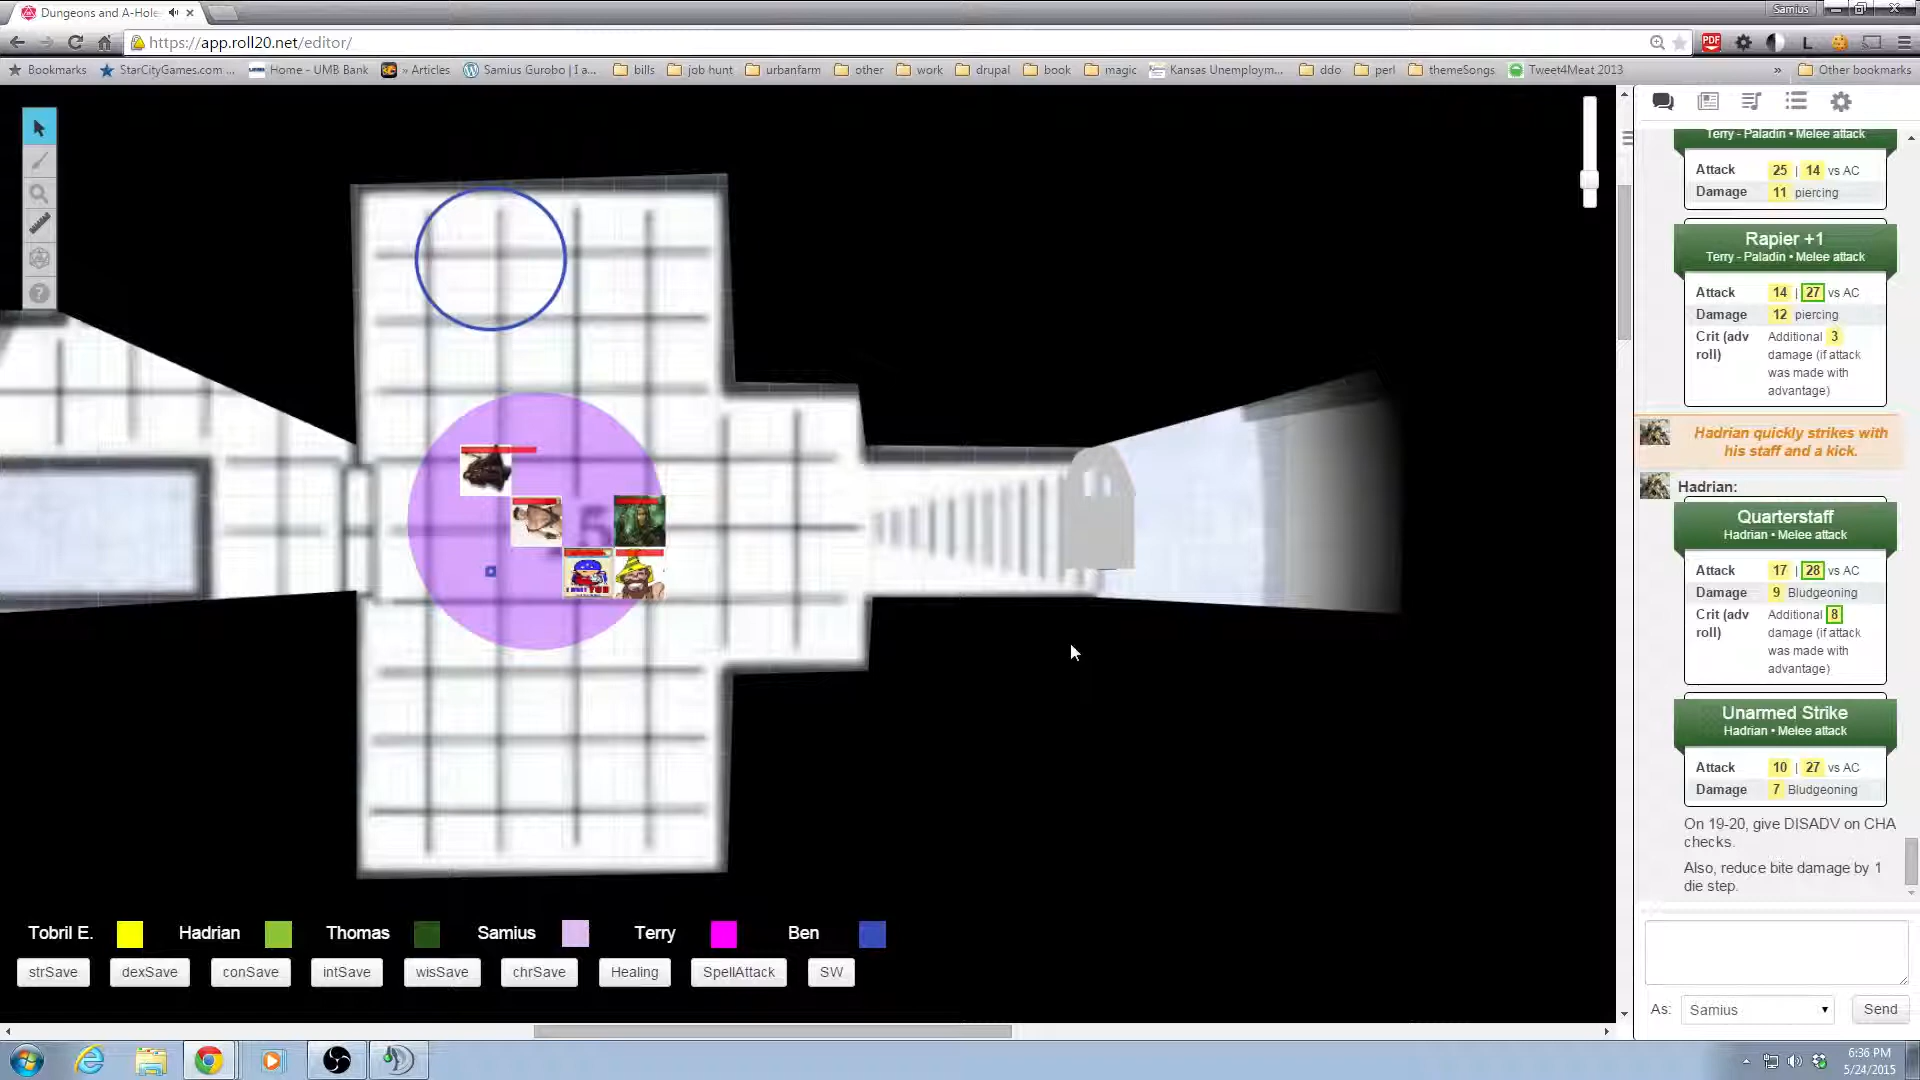 Dungeons and A-Hole
Samius
https://app.roll20.net/editor/
PDF
L
Bookmarks
StarCityGames.com ...
Home - UMB Bank
» Articles
Samius Gurobo | I a...
bills
job hunt
urbanfarm
other
work
drupal
book
magic
Kansas Unemploym...
ddo
perl
themeSongs
Tweet4Meat 2013
»
Other bookmarks
Terry - Paladin • Melee attack
Attack 25 | 14 vs AC
Damage 11 piercing
Rapier +1
Terry - Paladin • Melee attack
Attack 14 | 27 vs AC
Damage 12 piercing
Crit (adv roll) Additional 3
damage (if attack
was made with
advantage)
Hadrian quickly strikes with
his staff and a kick.
Hadrian:
Quarterstaff
Hadrian • Melee attack
Attack 17 | 28 vs AC
Damage 9 Bludgeoning
Crit (adv roll) Additional 8
damage (if attack
was made with
advantage)
Unarmed Strike
Hadrian • Melee attack
Attack 10 | 27 vs AC
Damage 7 Bludgeoning
On 19-20, give DISADV on CHA
checks.
Also, reduce bite damage by 1
die step.
5
I WANT YOU
Tobril E.
Hadrian
Thomas
Samius
Terry
Ben
strSave
dexSave
conSave
intSave
wisSave
chrSave
Healing
SpellAttack
SW
As:
Samius
Send
6:36 PM
5/24/2015